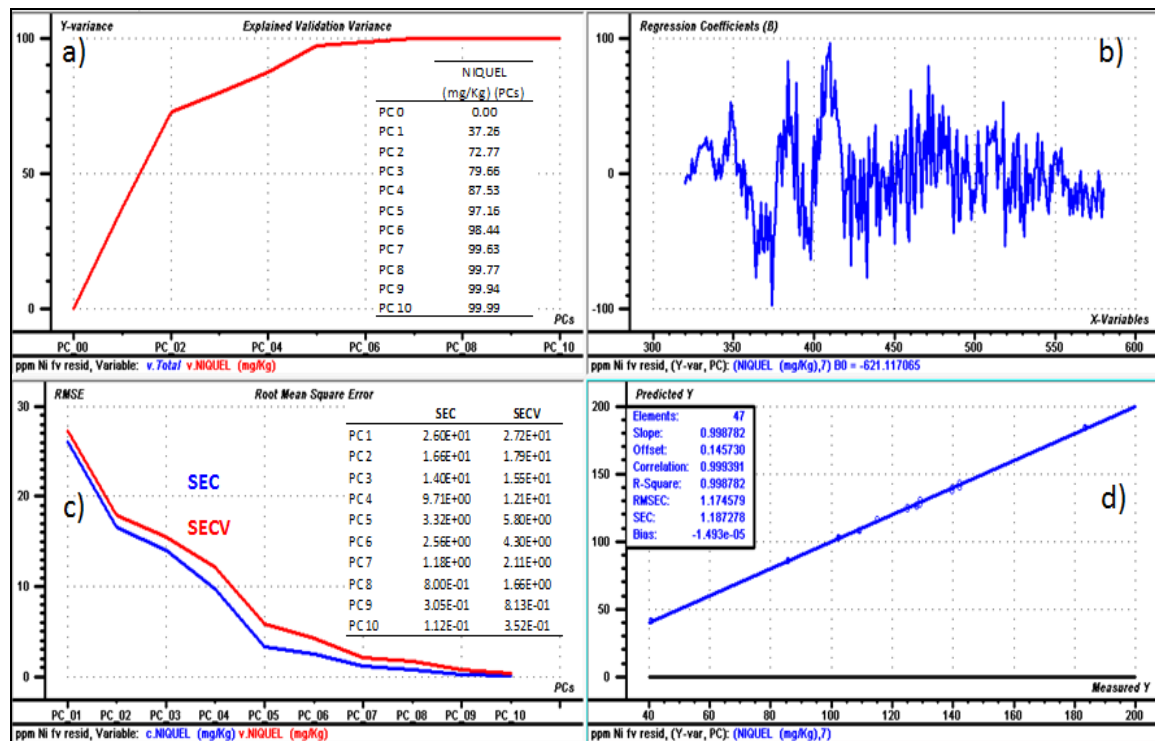 Y-variance Explained Validation Variance
a)
100
50
0
NIQUEL
(mg/Kg) (PCs)
PC 0 0.00
PC 1 37.26
PC 2 72.77
PC 3 79.66
PC 4 87.53
PC 5 97.16
PC 6 98.44
PC 7 99.63
PC 8 99.77
PC 9 99.94
PC 10 99.99
PCs
PC_00 PC_02 PC_04 PC_06 PC_08 PC_10
ppm Ni fv resid, Variable: v.Total v.NIQUEL (mg/Kg)
Regression Coefficients (B)
b)
100
0
-100
X-Variables
300 350 400 450 500 550 600
ppm Ni fv resid, (Y-var, PC): (NIQUEL (mg/Kg),7) B0 = -621.117065
RMSE Root Mean Square Error
30
20
10
0
c)
SEC
SECV
SEC SECV
PC 1 2.60E+01 2.72E+01
PC 2 1.66E+01 1.79E+01
PC 3 1.40E+01 1.55E+01
PC 4 9.71E+00 1.21E+01
PC 5 3.32E+00 5.80E+00
PC 6 2.56E+00 4.30E+00
PC 7 1.18E+00 2.11E+00
PC 8 8.00E-01 1.66E+00
PC 9 3.05E-01 8.13E-01
PC 10 1.12E-01 3.52E-01
PCs
PC_01 PC_02 PC_03 PC_04 PC_05 PC_06 PC_07 PC_08 PC_09 PC_10
ppm Ni fv resid, Variable: c.NIQUEL (mg/Kg) v.NIQUEL (mg/Kg)
Predicted Y
d)
200
150
100
50
0
Elements: 47
Slope: 0.998782
Offset: 0.145730
Correlation: 0.999391
R-Square: 0.998782
RMSEC: 1.174579
SEC: 1.187278
Bias: -1.493e-05
Measured Y
40 60 80 100 120 140 160 180 200
ppm Ni fv resid, (Y-var, PC): (NIQUEL (mg/Kg),7)